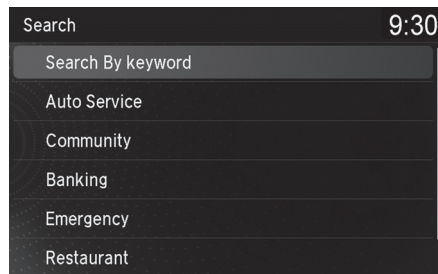 Search 9:30
Search By keyword
Auto Service
Community
Banking
Emergency
Restaurant